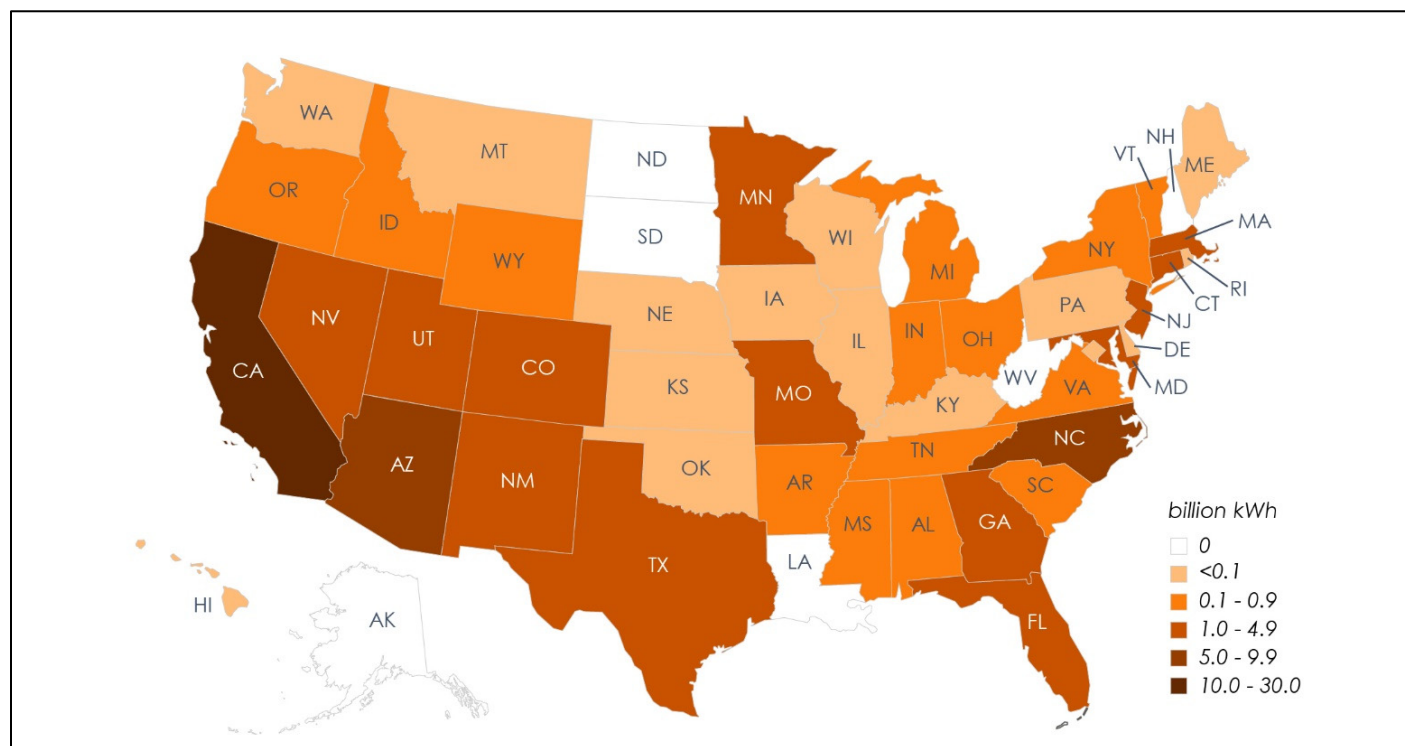 WA
MT
ND
MN
OR
ID
SD
WY
WI
MI
NY
VT
NH
ME
MA
RI
CT
NJ
DE
MD
PA
NV
UT
CO
NE
IA
IL
IN
OH
WV
VA
CA
KS
MO
KY
AZ
NM
OK
AR
TN
NC
SC
MS
AL
GA
TX
LA
FL
HI
AK
billion kWh
0
<0.1
0.1 - 0.9
1.0 - 4.9
5.0 - 9.9
10.0 - 30.0